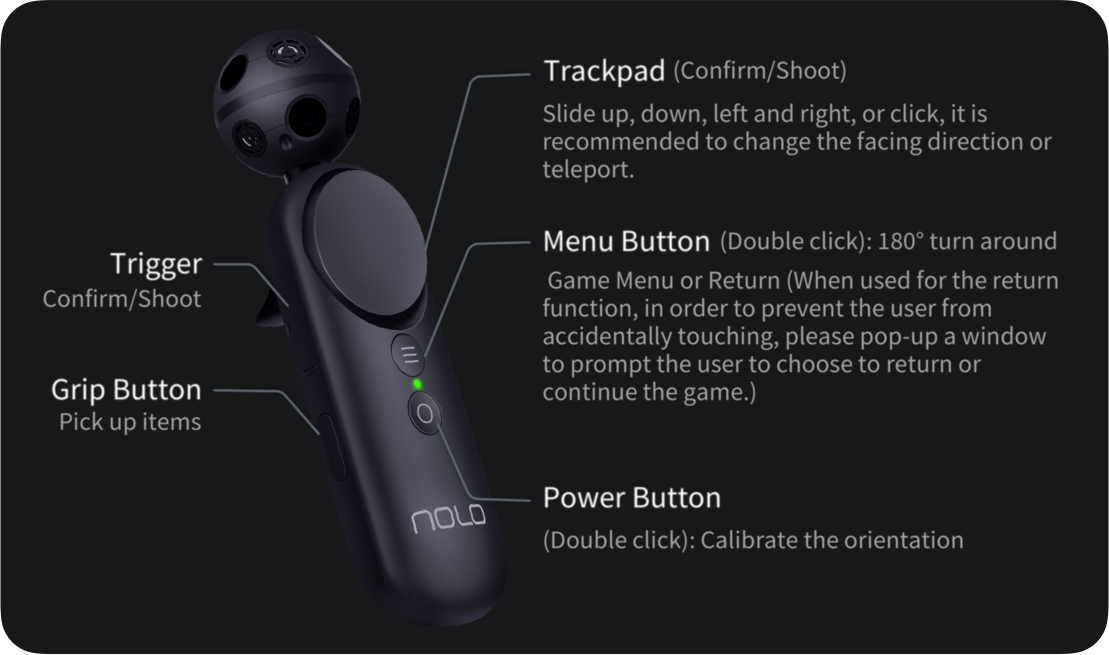 Trackpad (Confirm/Shoot)
Slide up, down, left and right, or click, it is
recommended to change the facing direction or
teleport.
Menu Button (Double click): 180° turn around
Game Menu or Return (When used for the return
function, in order to prevent the user from
accidentally touching, please pop-up a window
to prompt the user to choose to return or
continue the game.)
Trigger
Confirm/Shoot
Grip Button
Pick up items
Power Button
(Double click): Calibrate the orientation
nOLO